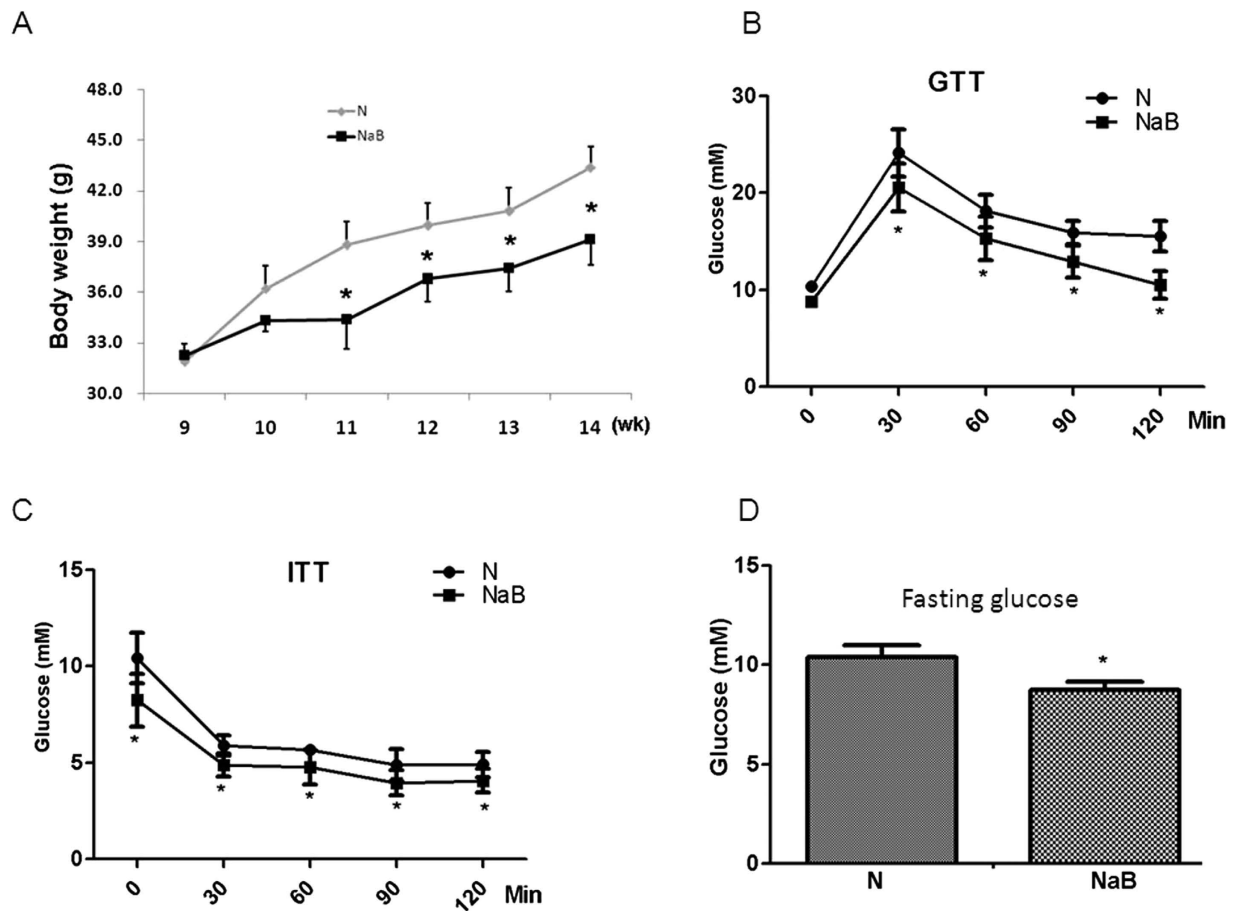 A
48.0
45.0
42.0
39.0
36.0
33.0
30.0
Body weight (g)
N
NaB
*
*
*
*
9 10 11 12 13 14 (wk)
B
GTT
N
NaB
30
20
10
0
Glucose (mM)
*
*
*
*
0 30 60 90 120 Min
C
ITT
N
NaB
15
10
5
0
Glucose (mM)
*
*
*
*
*
0 30 60 90 120 Min
D
Fasting glucose
15
10
5
0
Glucose (mM)
*
N NaB